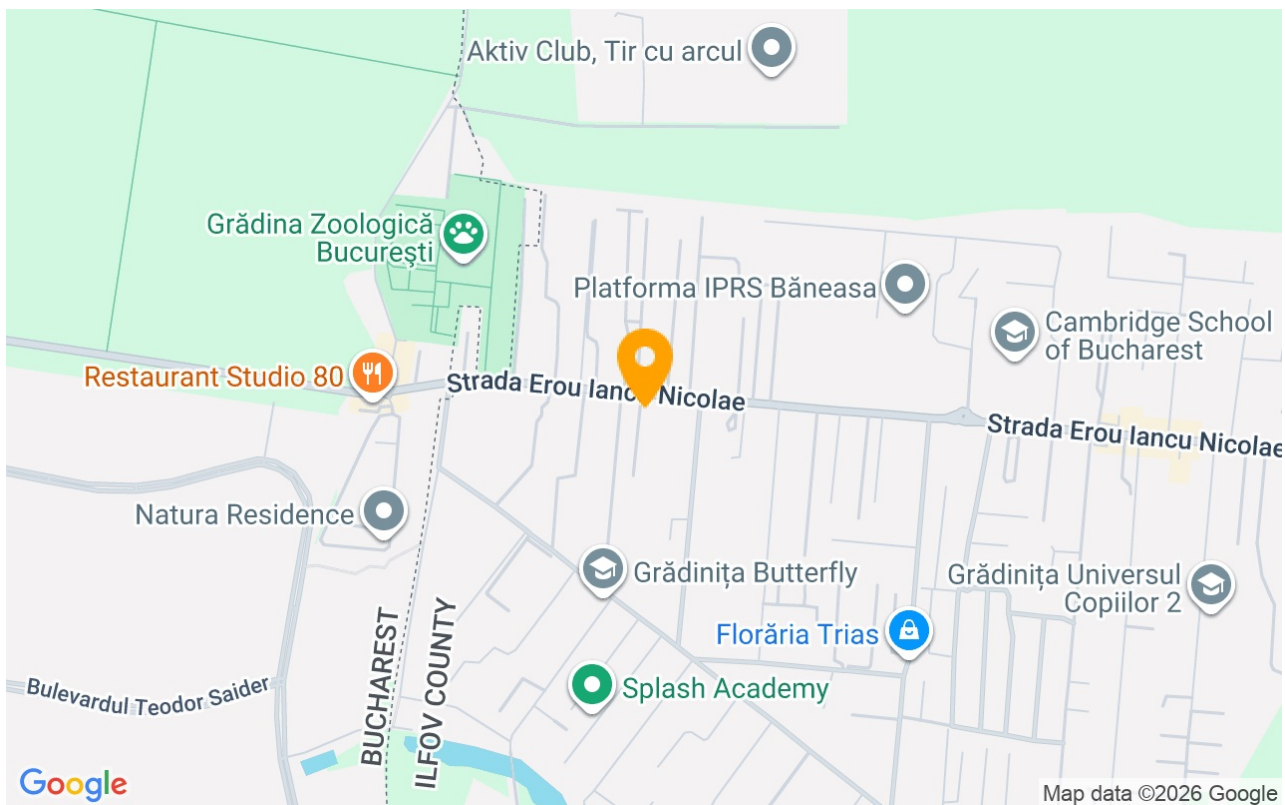 Aktiv Club, Tir cu arcul
Grădina Zoologică
Bucureşti
Platforma IPRS Băneasa
Cambridge School
of Bucharest
Restaurant Studio 80
Strada Erou Iancu Nicolae
Strada Erou Iancu Nicolae
Natura Residence
Grădinița Butterfly
Grădinița Universul
Copiilor 2
Florăria Trias
BUCHAREST
ILFOV COUNTY
Splash Academy
Bulevardul Teodor Saider
Google
Map data ©2026 Google